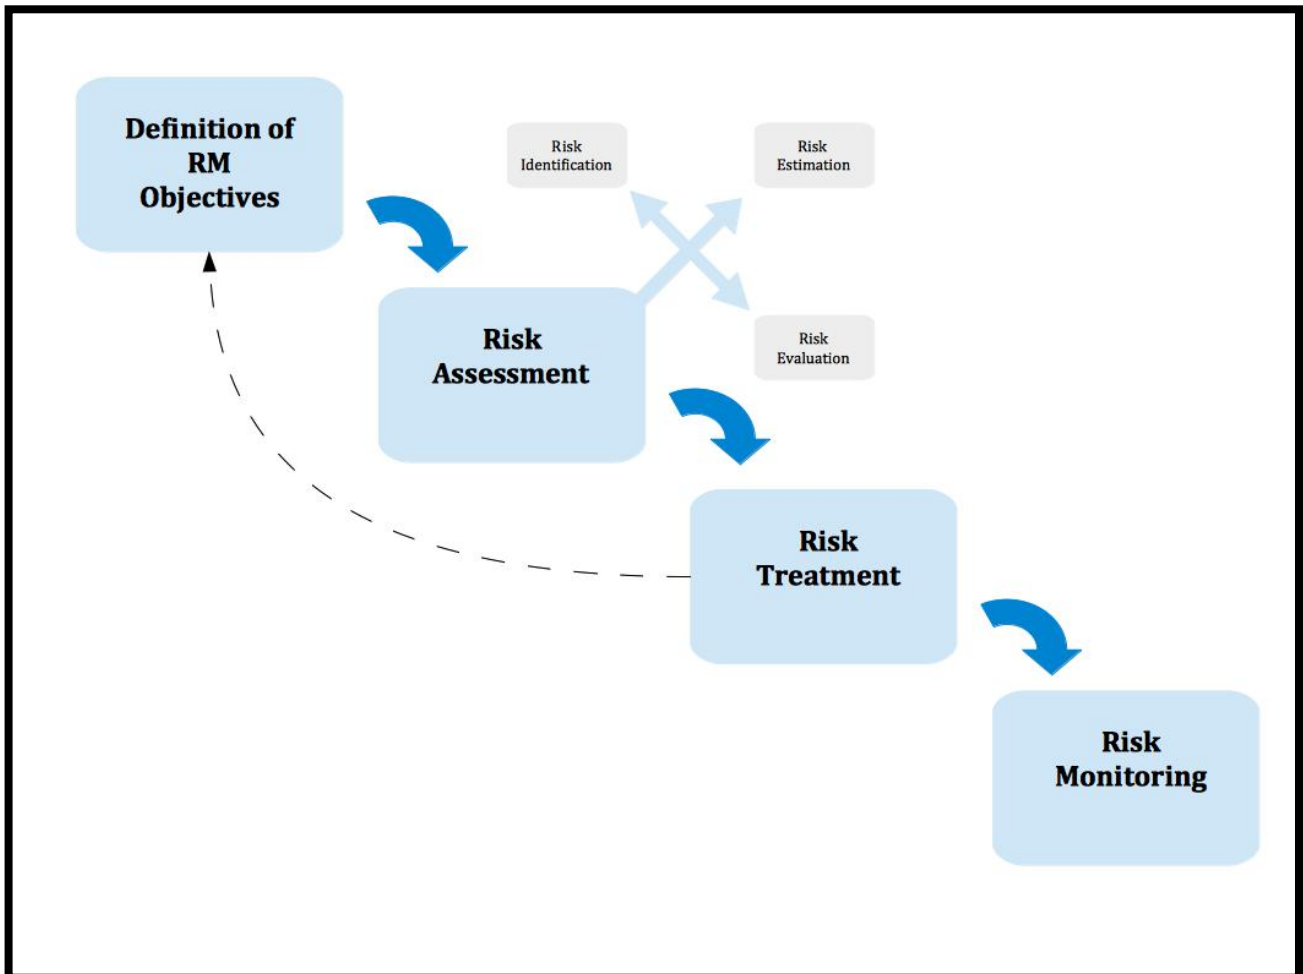 Definition of
RM
Objectives
Risk
Identification
Risk
Estimation
Risk
Assessment
Risk
Evaluation
Risk
Treatment
Risk
Monitoring